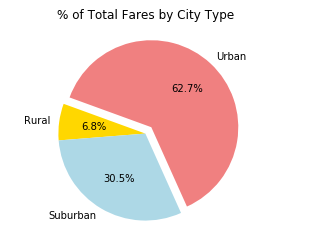 % of Total Fares by City Type
Urban
62.7%
Rural
6.8%
30.5%
Suburban